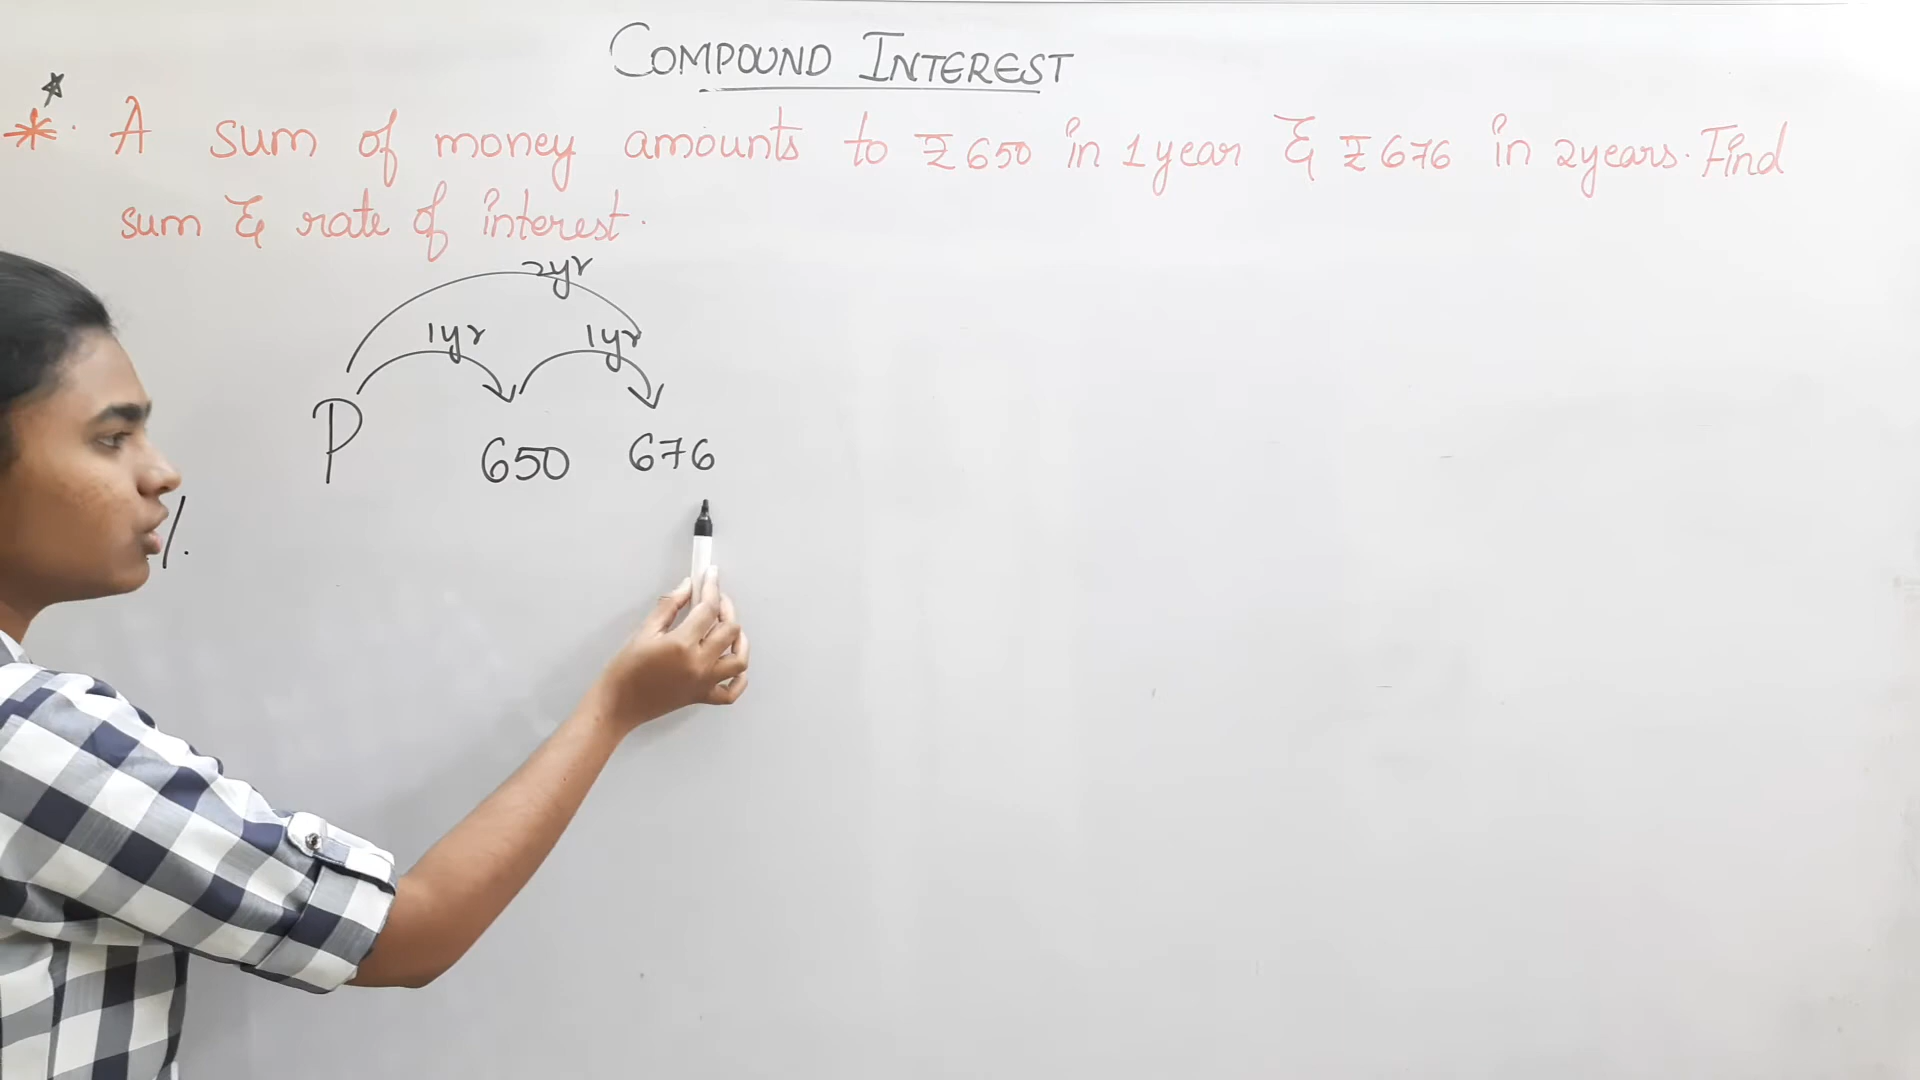 COMPOUND INTEREST
A sum of money amounts to ₹650 in 1year & ₹676 in 2years. Find
sum & rate of interest.
2yr
1yr 1yr
P 650 676
%